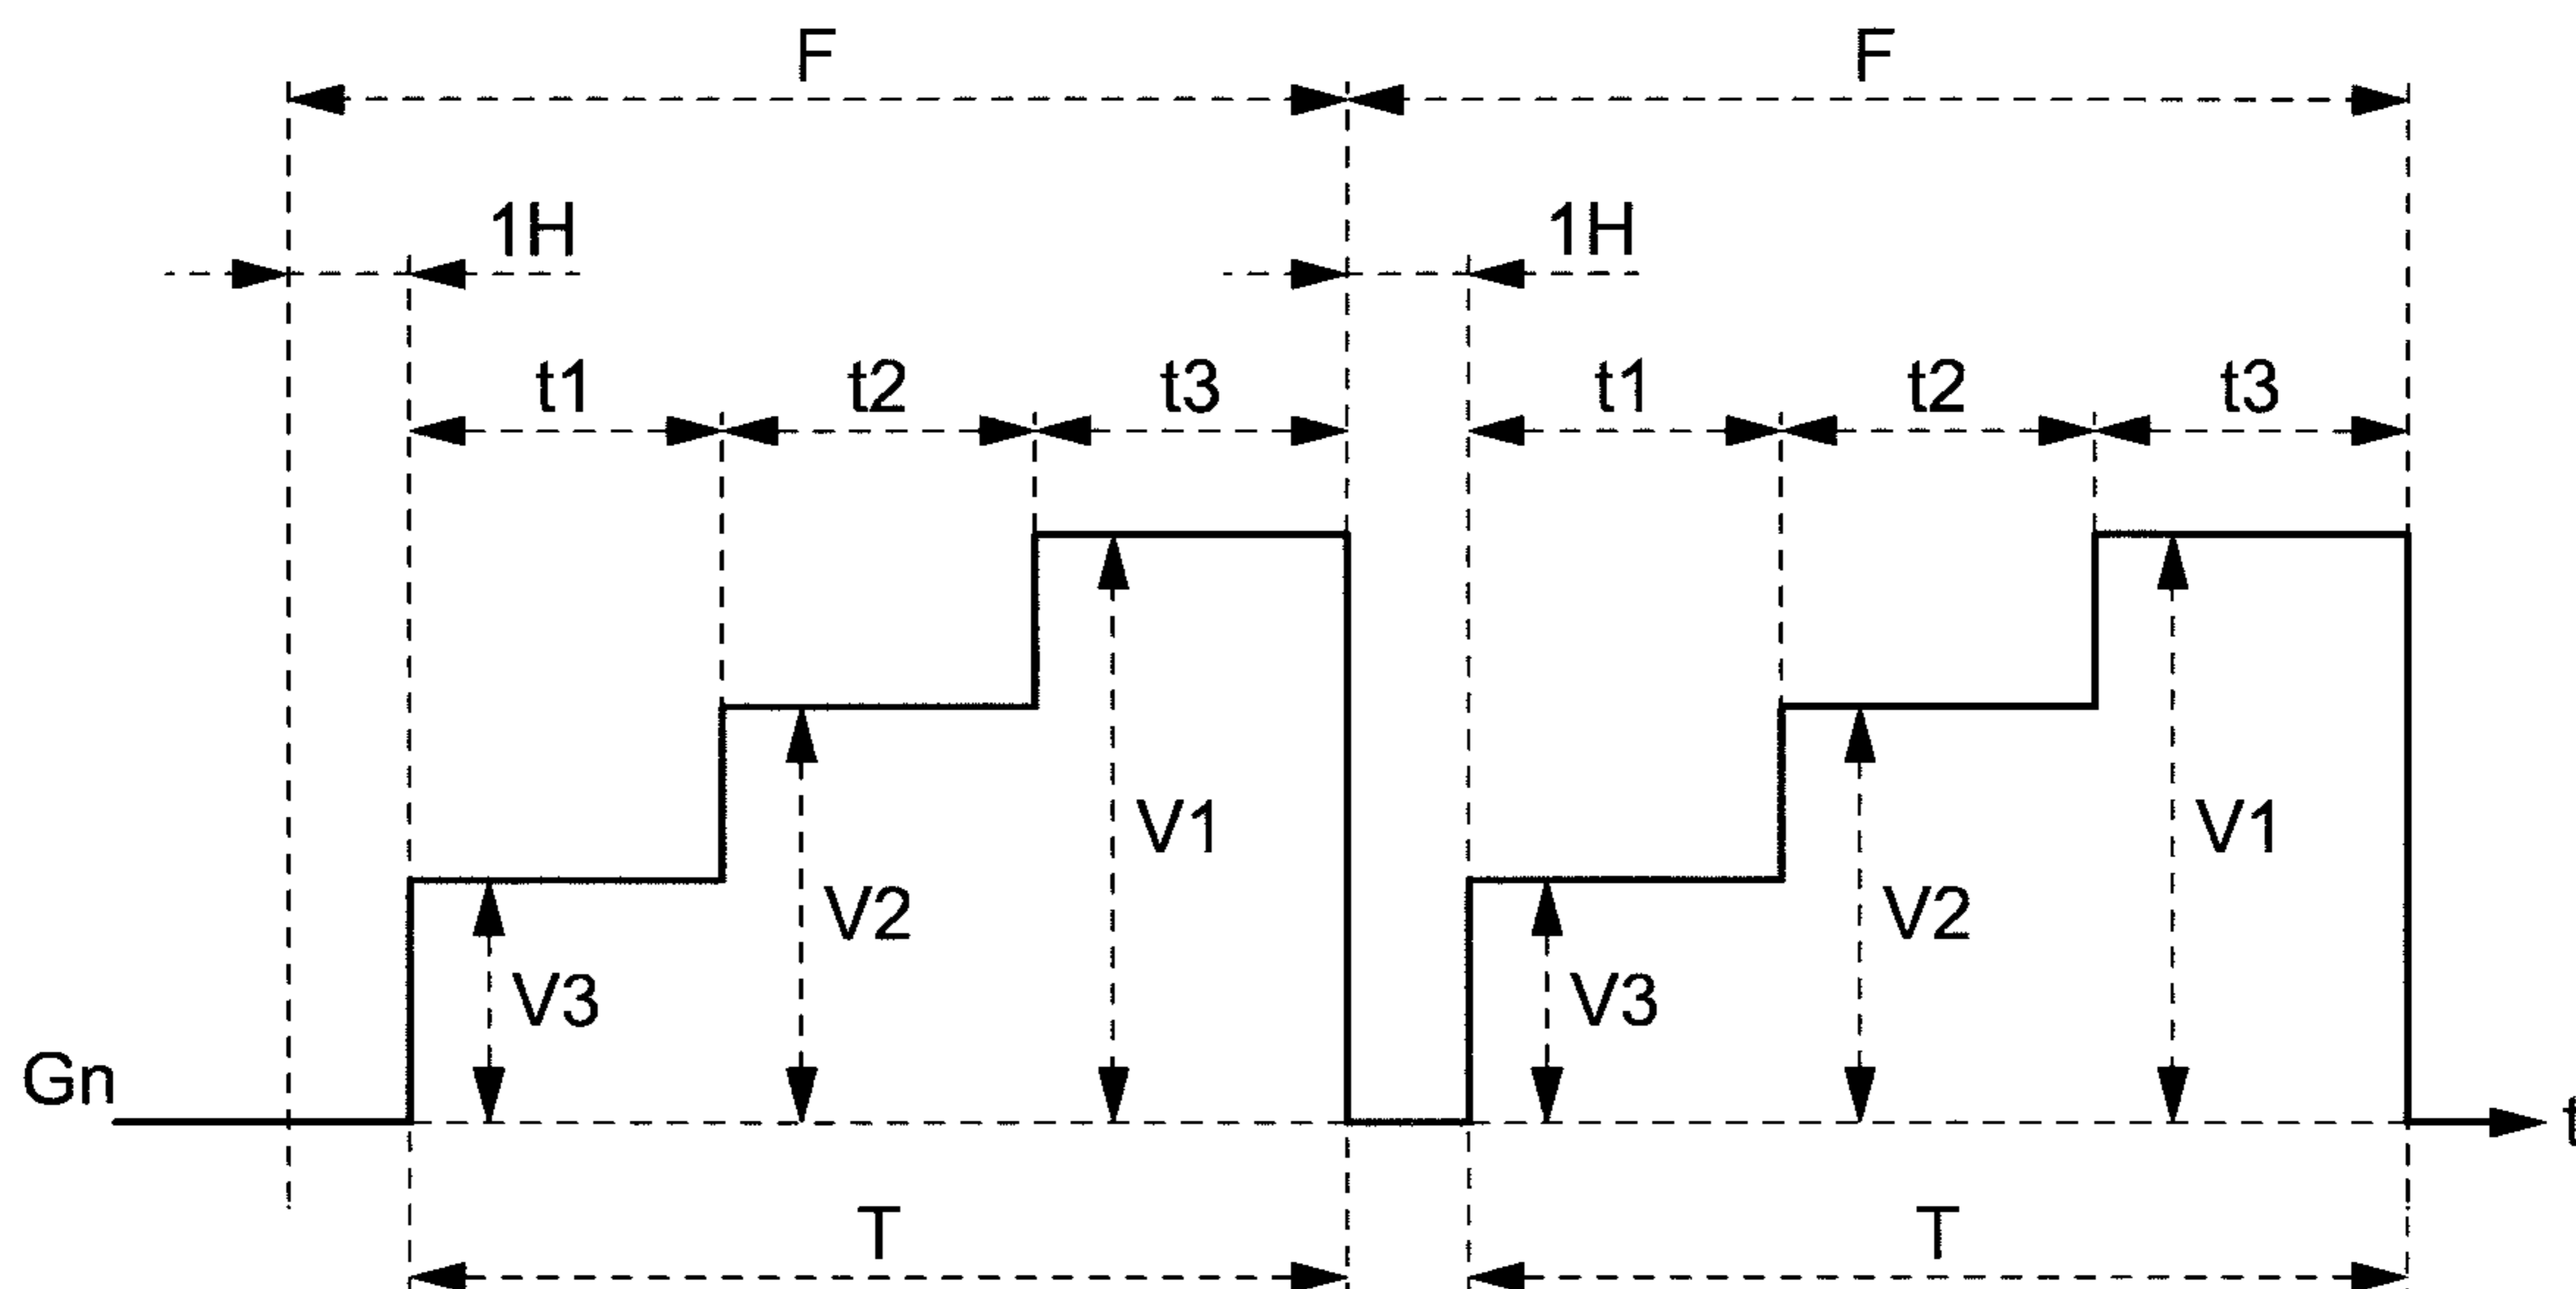 F F
1H 1H
t1 t2 t3 t1 t2 t3
V1 V1
V2 V2
V3 V3
Gn t
T T